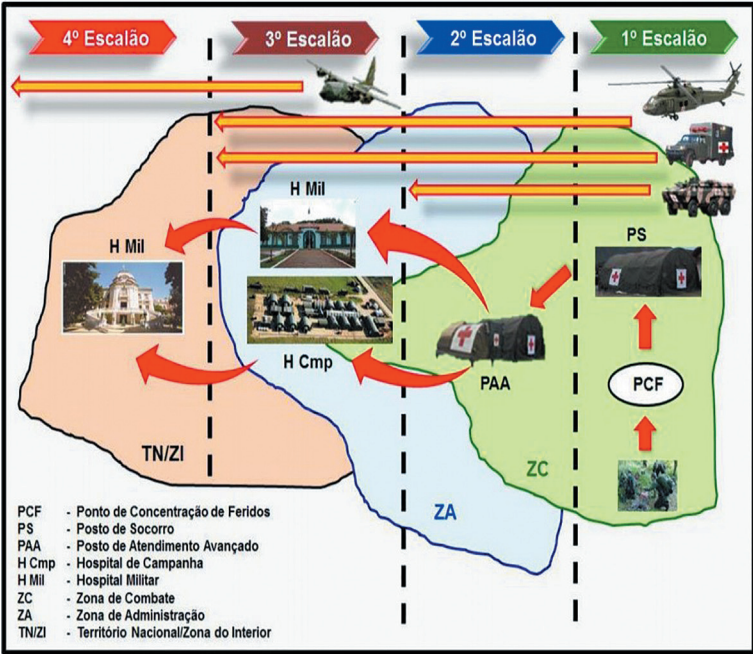 4º Escalão
3º Escalão
2º Escalão
1º Escalão
H Mil
H Mil
PS
H Cmp
PAA
PCF
TN/ZI
ZC
ZA
PCF - Ponto de Concentração de Feridos
PS - Posto de Socorro
PAA - Posto de Atendimento Avançado
H Cmp - Hospital de Campanha
H Mil - Hospital Militar
ZC - Zona de Combate
ZA - Zona de Administração
TN/ZI - Território Nacional/Zona do Interior